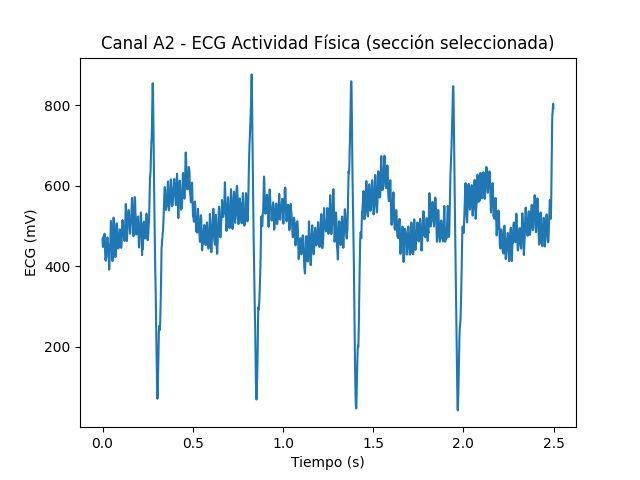 Canal A2 - ECG Actividad Física (sección seleccionada)
800
600
400
200
ECG (mV)
0.0 0.5 1.0 1.5 2.0 2.5
Tiempo (s)